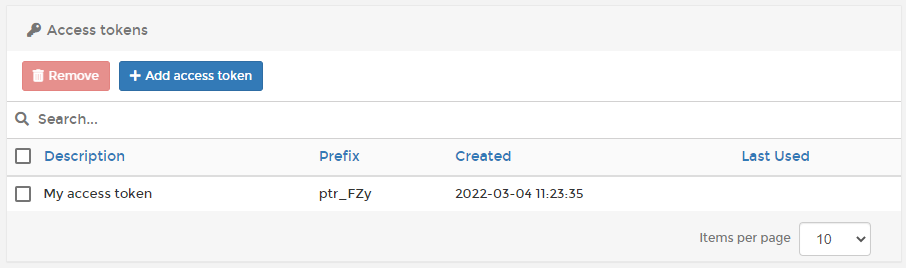 Access tokens
Remove
Add access token
Search...
Description Prefix Created Last Used
My access token ptr_FZy 2022-03-04 11:23:35
Items per page 10